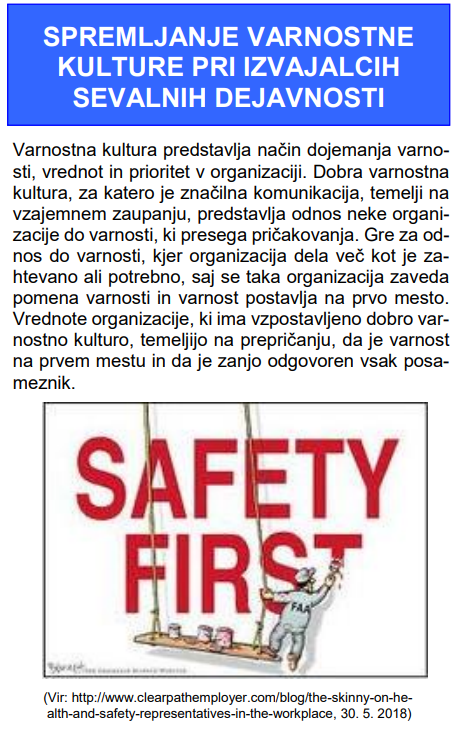 SPREMLJANJE VARNOSTNE
KULTURE PRI IZVAJALCIH
SEVALNIH DEJAVNOSTI
Varnostna kultura predstavlja način dojemanja varno-
sti, vrednot in prioritet v organizaciji. Dobra varnostna
kultura, za katero je značilna komunikacija, temelji na
vzajemnem zaupanju, predstavlja odnos neke organi-
zacije do varnosti, ki presega pričakovanja. Gre za od-
nos do varnosti, kjer organizacija dela več kot je za-
htevano ali potrebno, saj se taka organizacija zaveda
pomena varnosti in varnost postavlja na prvo mesto.
Vrednote organizacije, ki ima vzpostavljeno dobro var-
nostno kulturo, temeljijo na prepričanju, da je varnost
na prvem mestu in da je zanjo odgovoren vsak posa-
meznik.
SAFETY
FIRST
FAA
(Vir: http://www.clearpathemployer.com/blog/the-skinny-on-he-
alth-and-safety-representatives-in-the-workplace, 30. 5. 2018)